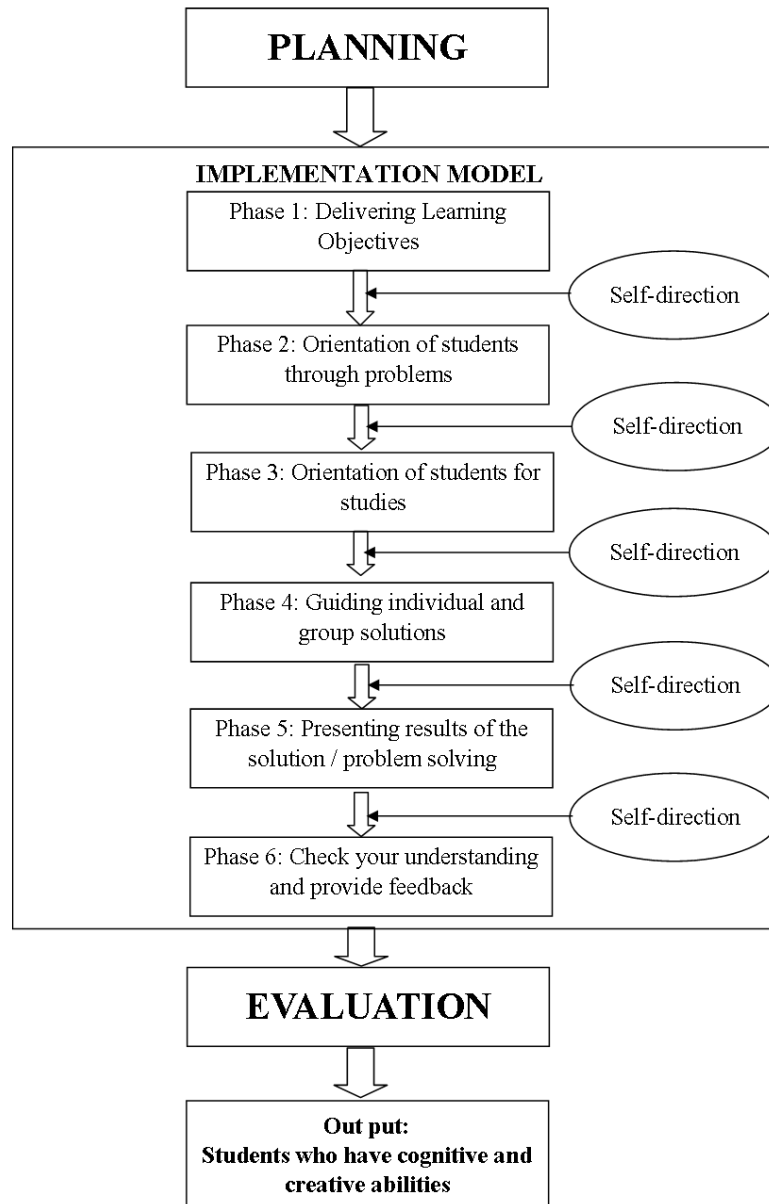 PLANNING
IMPLEMENTATION MODEL
Phase 1: Delivering Learning
Objectives
Self-direction
Phase 2: Orientation of students
through problems
Self-direction
Phase 3: Orientation of students for
studies
Self-direction
Phase 4: Guiding individual and
group solutions
Self-direction
Phase 5: Presenting results of the
solution / problem solving
Self-direction
Phase 6: Check your understanding
and provide feedback
EVALUATION
Out put:
Students who have cognitive and
creative abilities